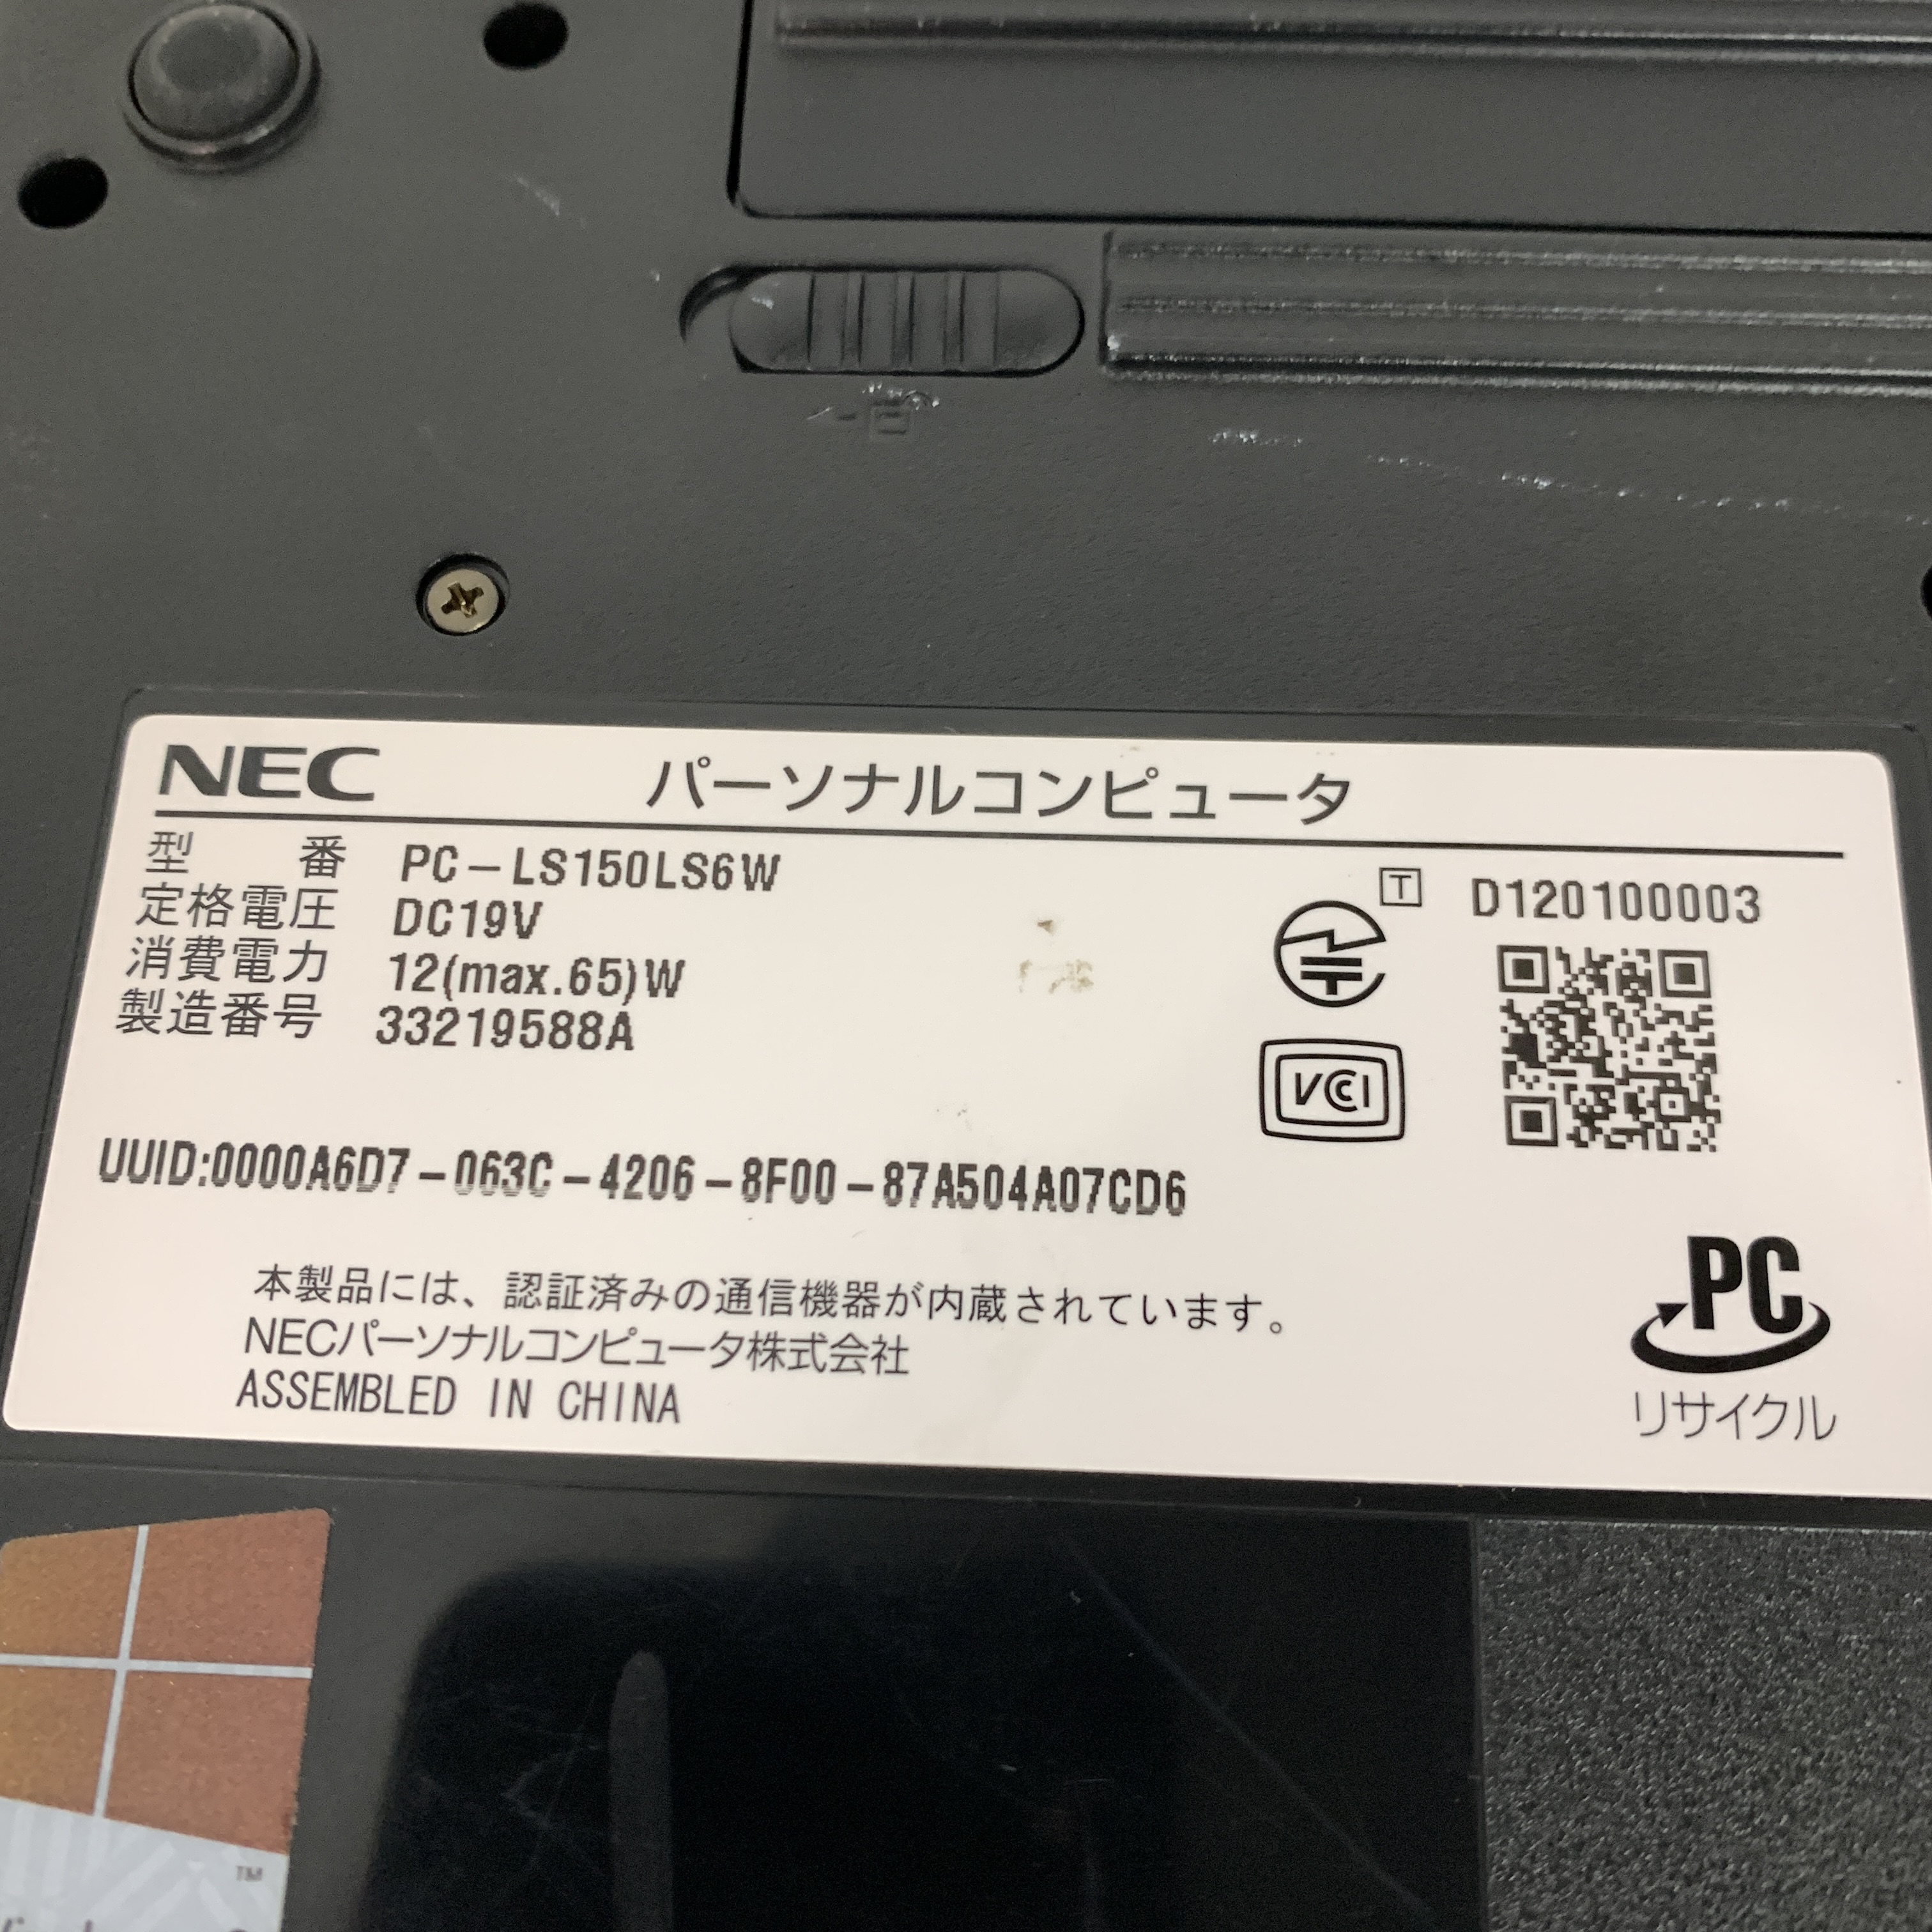 NEC パーソナルコンピュータ
型 番 PC-LS150LS6W
定格電圧 DC19V
消費電力 12(max.65)W
製造番号 33219588A
T D120100003
VCCI
UUID:0000A6D7-063C-4206-8F00-87A504A07CD6
本製品には、認証済みの通信機器が内蔵されています。
NECパーソナルコンピュータ株式会社
ASSEMBLED IN CHINA
PC
リサイクル
TM